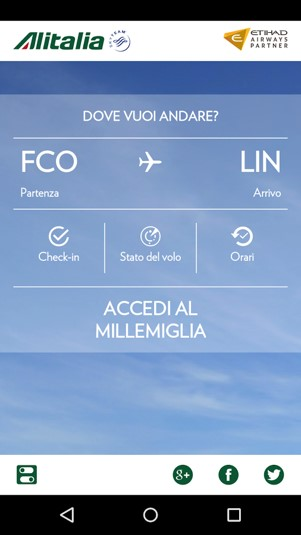 Alitalia
SKYTEAM
ETIHAD
AIRWAYS
PARTNER
DOVE VUOI ANDARE?
FCO LIN
Partenza Arrivo
Check-in Stato del volo Orari
ACCEDI AL
MILLEMIGLIA
g+ f